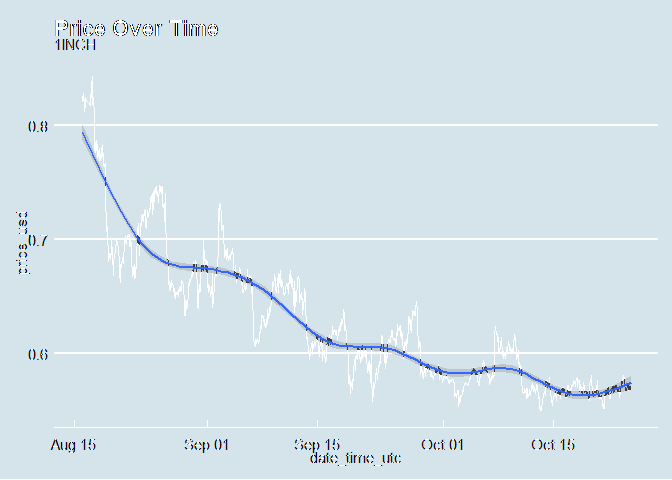 Price Over Time
1INCH
0.8
0.7
0.6
price_usd
Aug 15 Sep 01 Sep 15 Oct 01 Oct 15
date_time_utc